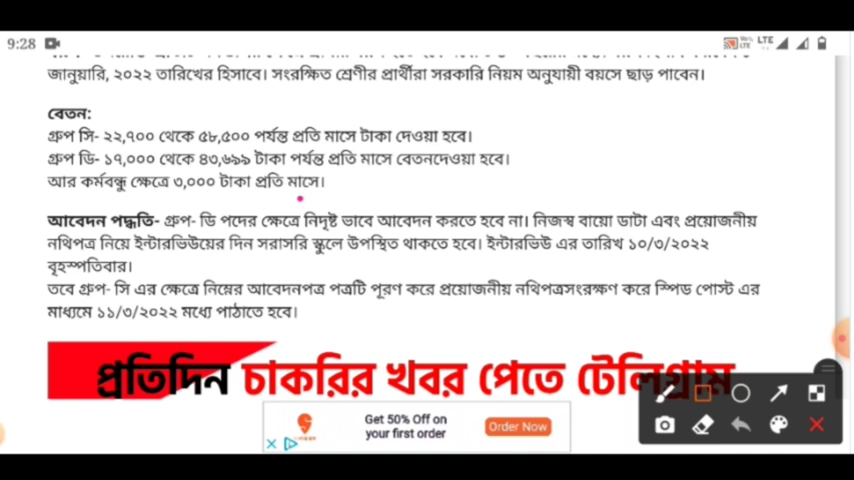 9:28
LTE
জানুয়ারি, ২০২২ তারিখের হিসাবে। সংরক্ষিত শ্রেণীর প্রার্থীরা সরকারি নিয়ম অনুযায়ী বয়সে ছাড় পাবেন।
বেতন:
গ্রুপ সি- ২২,৭০০ থেকে ৫৮,৫০০ পর্যন্ত প্রতি মাসে টাকা দেওয়া হবে।
গ্রুপ ডি- ১৭,০০০ থেকে ৪৩,৬৯৯ টাকা পর্যন্ত প্রতি মাসে বেতনদেওয়া হবে।
আর কর্মবন্ধু ক্ষেত্রে ৩,০০০ টাকা প্রতি মাসে।
আবেদন পদ্ধতি- গ্রুপ- ডি পদের ক্ষেত্রে নিদৃষ্ট ভাবে আবেদন করতে হবে না। নিজস্ব বায়ো ডাটা এবং প্রয়োজনীয়
নথিপত্র নিয়ে ইন্টারভিউয়ের দিন সরাসরি স্কুলে উপস্থিত থাকতে হবে। ইন্টারভিউ এর তারিখ ১০/৩/২০২২
বৃহস্পতিবার।
তবে গ্রুপ- সি এর ক্ষেত্রে নিম্নের আবেদনপত্র পত্রটি পূরণ করে প্রয়োজনীয় নথিপত্রসংরক্ষণ করে স্পিড পোস্ট এর
মাধ্যমে ১১/৩/২০২২ মধ্যে পাঠাতে হবে।
প্রতিদিন চাকরির খবর পেতে টেলিগ্রাম
Get 50% Off on
your first order
Order Now